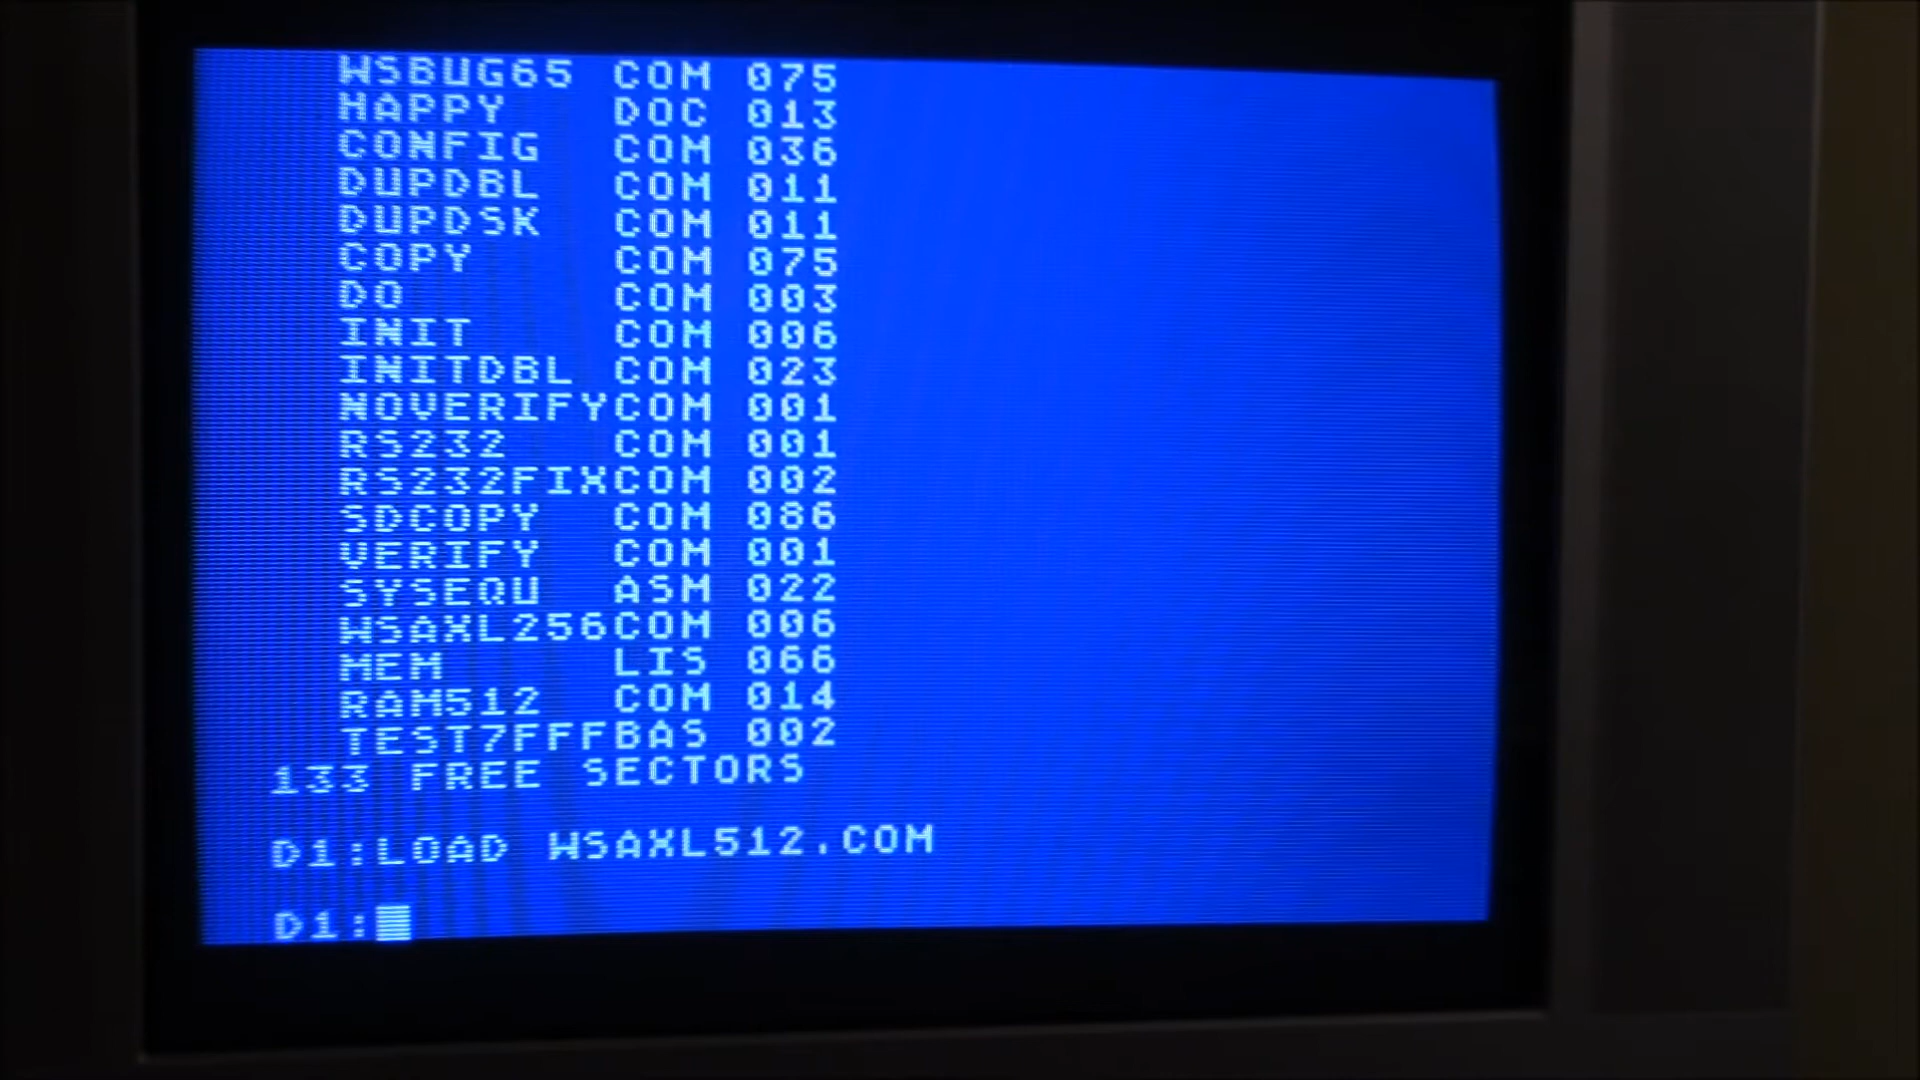 WSBUG65 COM 075
HAPPY DOC 013
CONFIG COM 036
DUPDBL COM 011
DUPDSK COM 011
COPY COM 075
DO COM 003
INIT COM 006
INITDBL COM 023
NOVERIFYCOM 001
RS232 COM 001
RS232FIXCOM 002
SDCOPY COM 086
VERIFY COM 001
SYSEQU ASM 022
WSAXL256COM 006
MEM LIS 066
RAM512 COM 014
TEST7FFFBAS 002
133 FREE SECTORS
D1:LOAD WSAXL512.COM
D1: